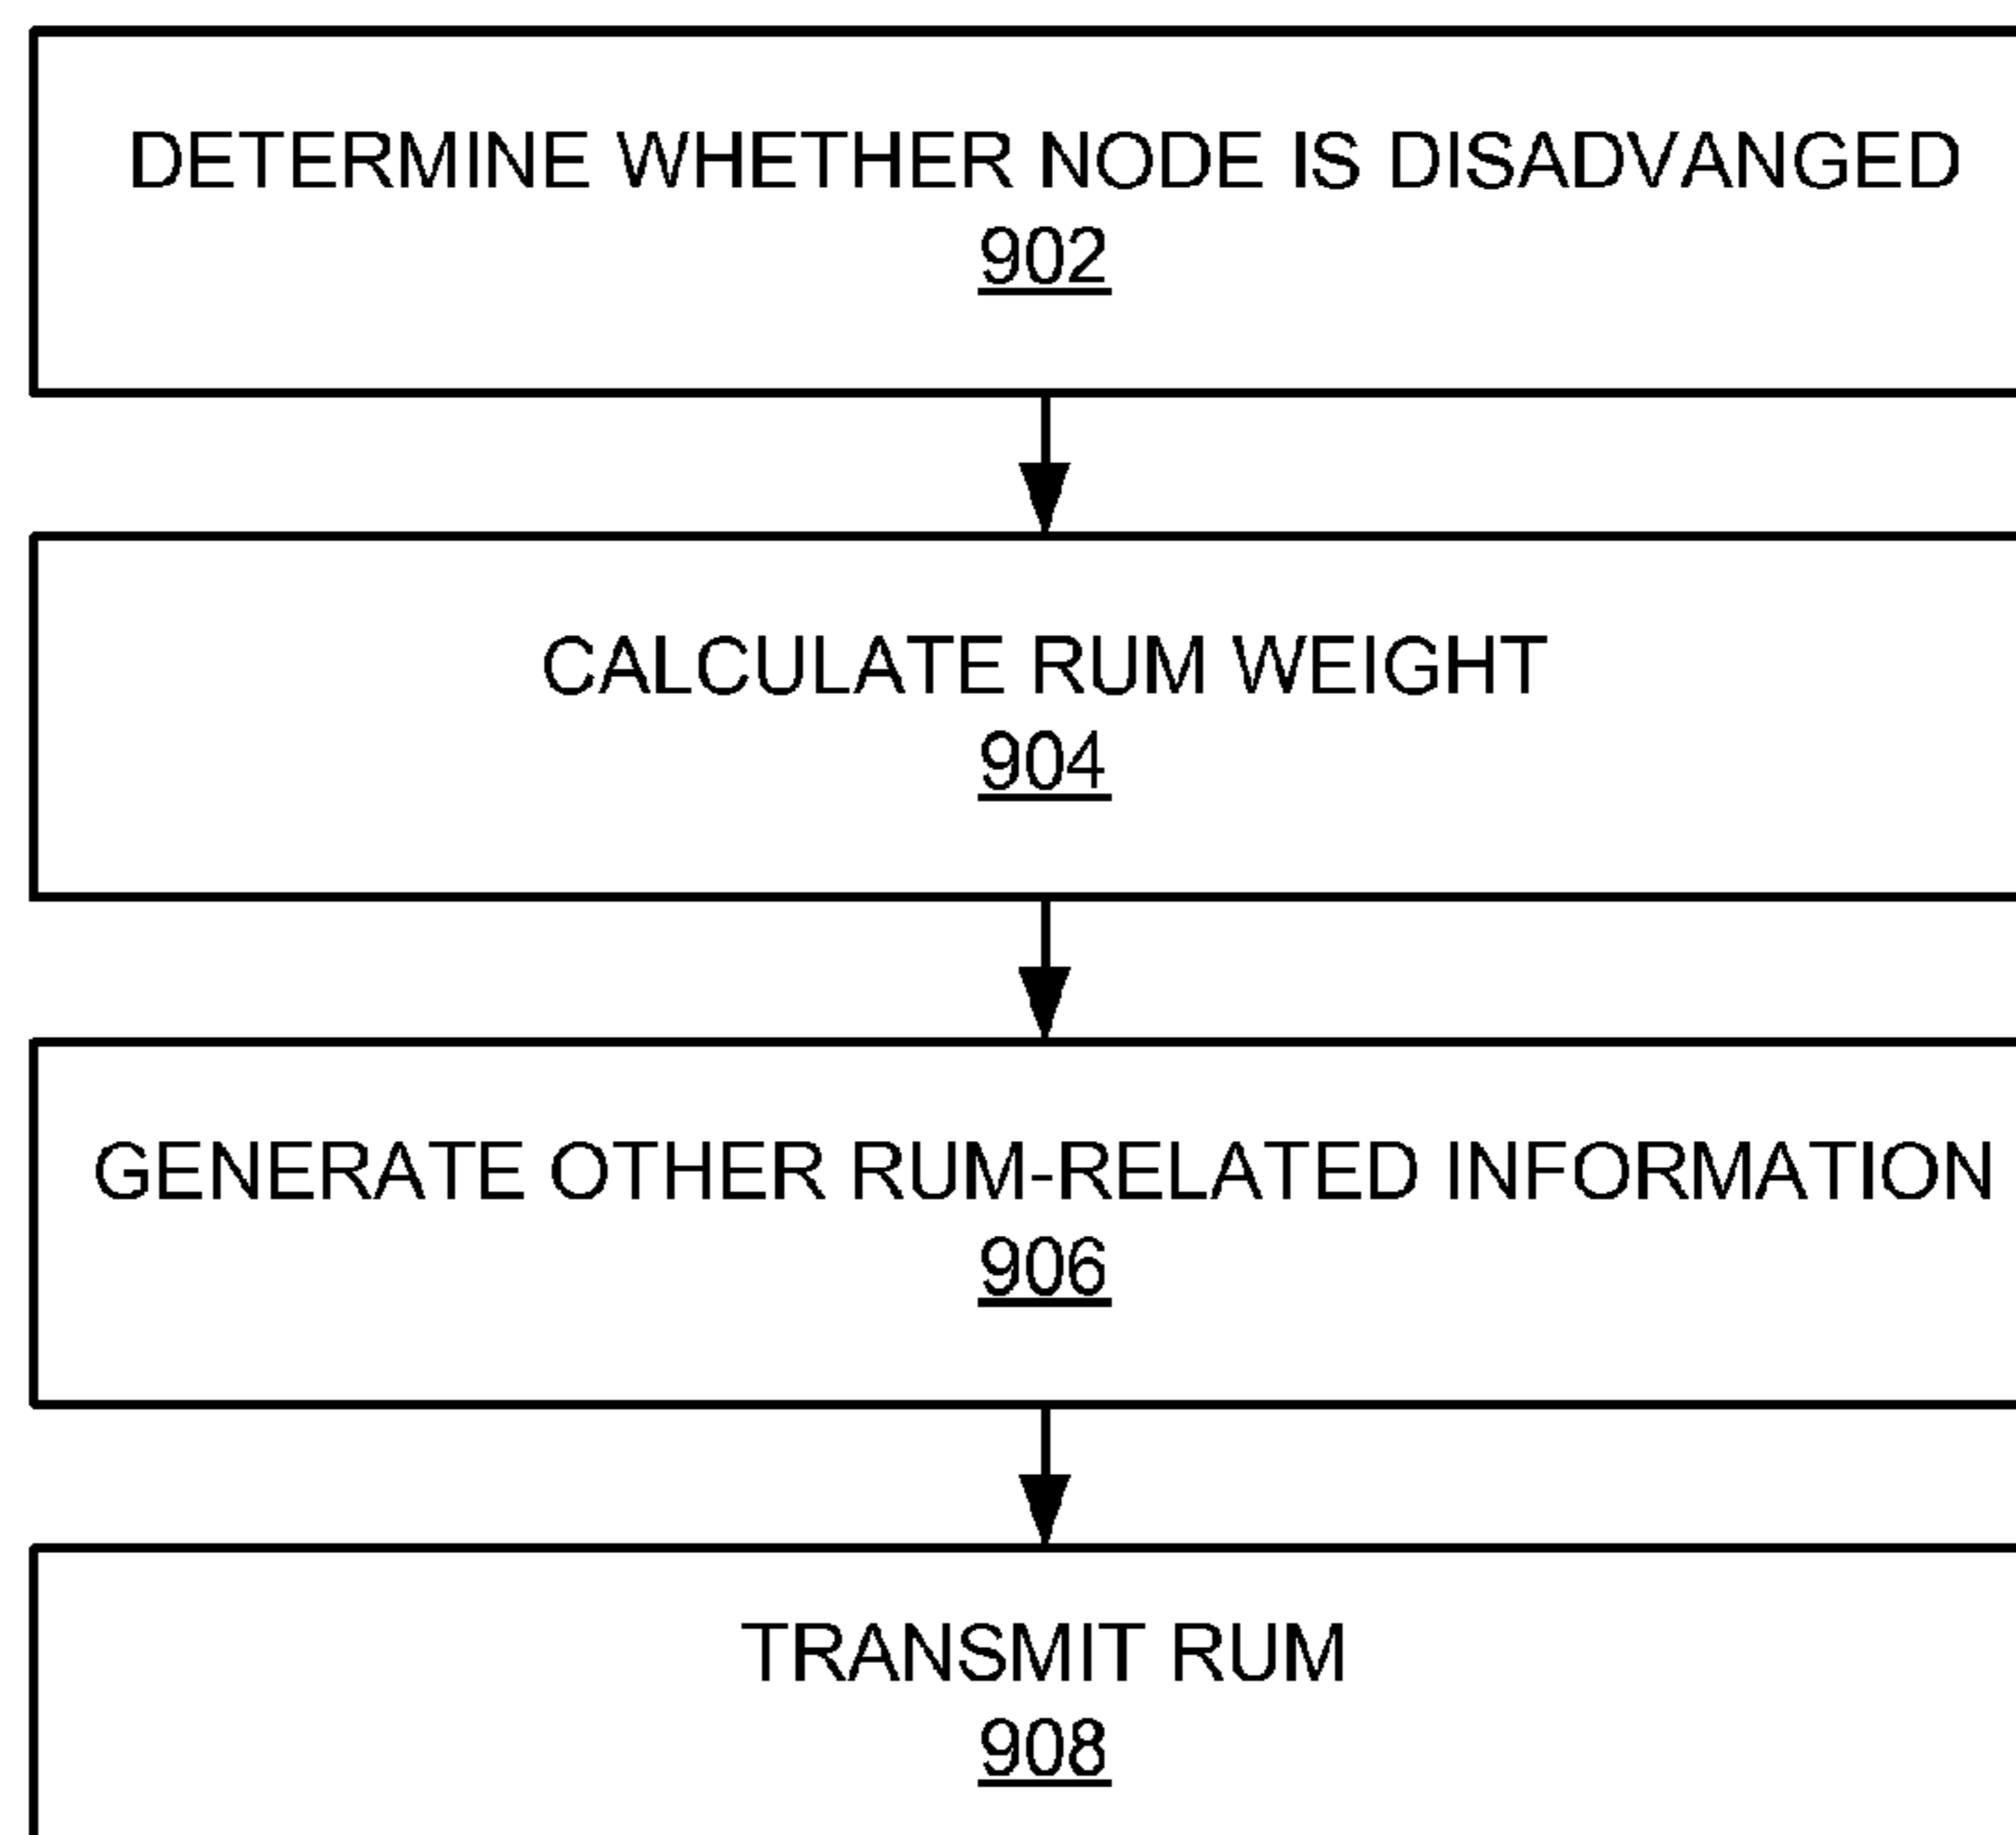 DETERMINE WHETHER NODE IS DISADVANGED
902
CALCULATE RUM WEIGHT
904
GENERATE OTHER RUM-RELATED INFORMATION
906
TRANSMIT RUM
908